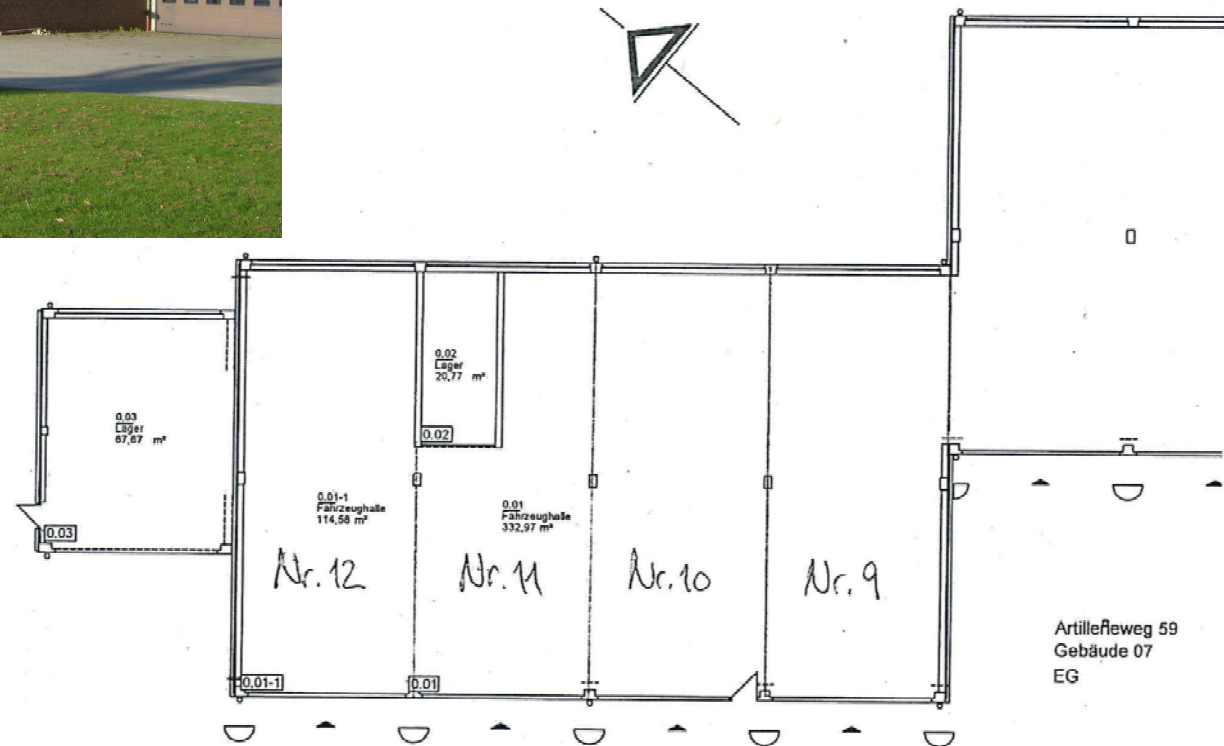 0.02
Lager
20,77 m²
0.02
0.03
Lager
67,67 m²
0.03
0.01-1
Fahrzeughalle
114,58 m²
0.01
Fahrzeughalle
332,97 m²
Nr. 12
Nr. 11
Nr. 10
Nr. 9
0.01-1
0.01
Artillerieweg 59
Gebäude 07
EG